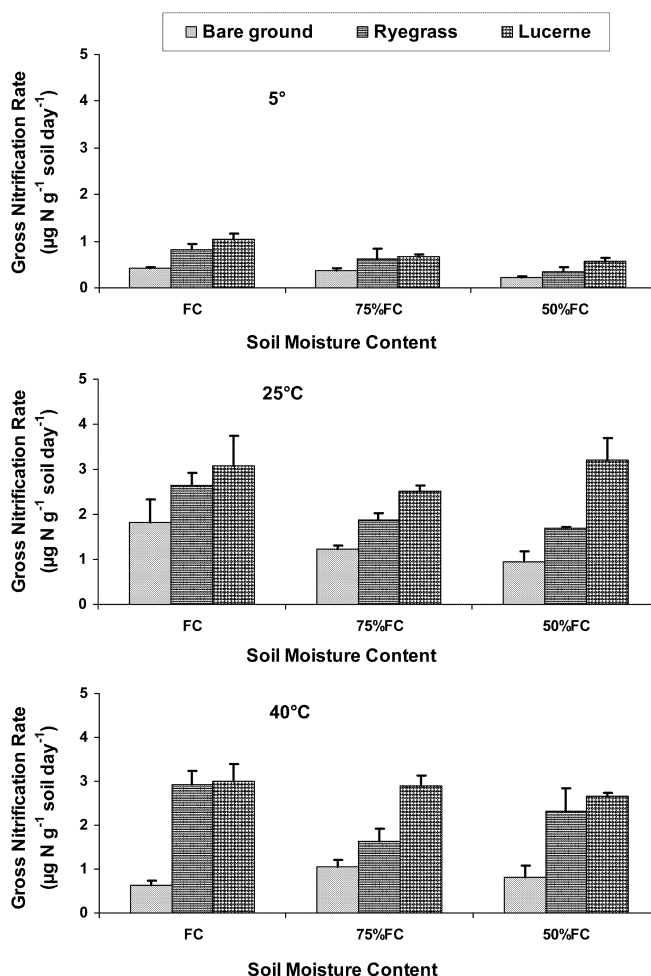 Bare ground Ryegrass Lucerne
5°
Gross Nitrification Rate
(µg N g⁻¹ soil day⁻¹)
5
4
3
2
1
0
FC 75%FC 50%FC
Soil Moisture Content
25°C
Gross Nitrification Rate
(µg N g⁻¹ soil day⁻¹)
5
4
3
2
1
0
FC 75%FC 50%FC
Soil Moisture Content
40°C
Gross Nitrification Rate
(µg N g⁻¹ soil day⁻¹)
5
4
3
2
1
0
FC 75%FC 50%FC
Soil Moisture Content